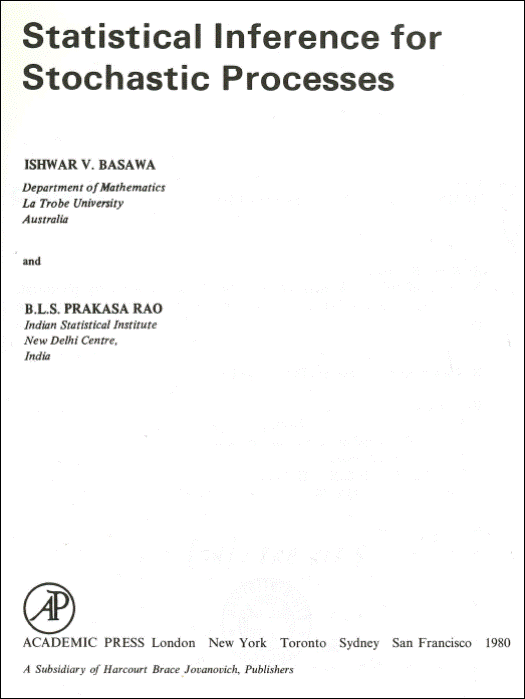 Statistical Inference for
Stochastic Processes
ISHWAR V. BASAWA
Department of Mathematics
La Trobe University
Australia
and
B.L.S. PRAKASA RAO
Indian Statistical Institute
New Delhi Centre,
India
AP
ACADEMIC PRESS London New York Toronto Sydney San Francisco 1980
A Subsidiary of Harcourt Brace Jovanovich, Publishers